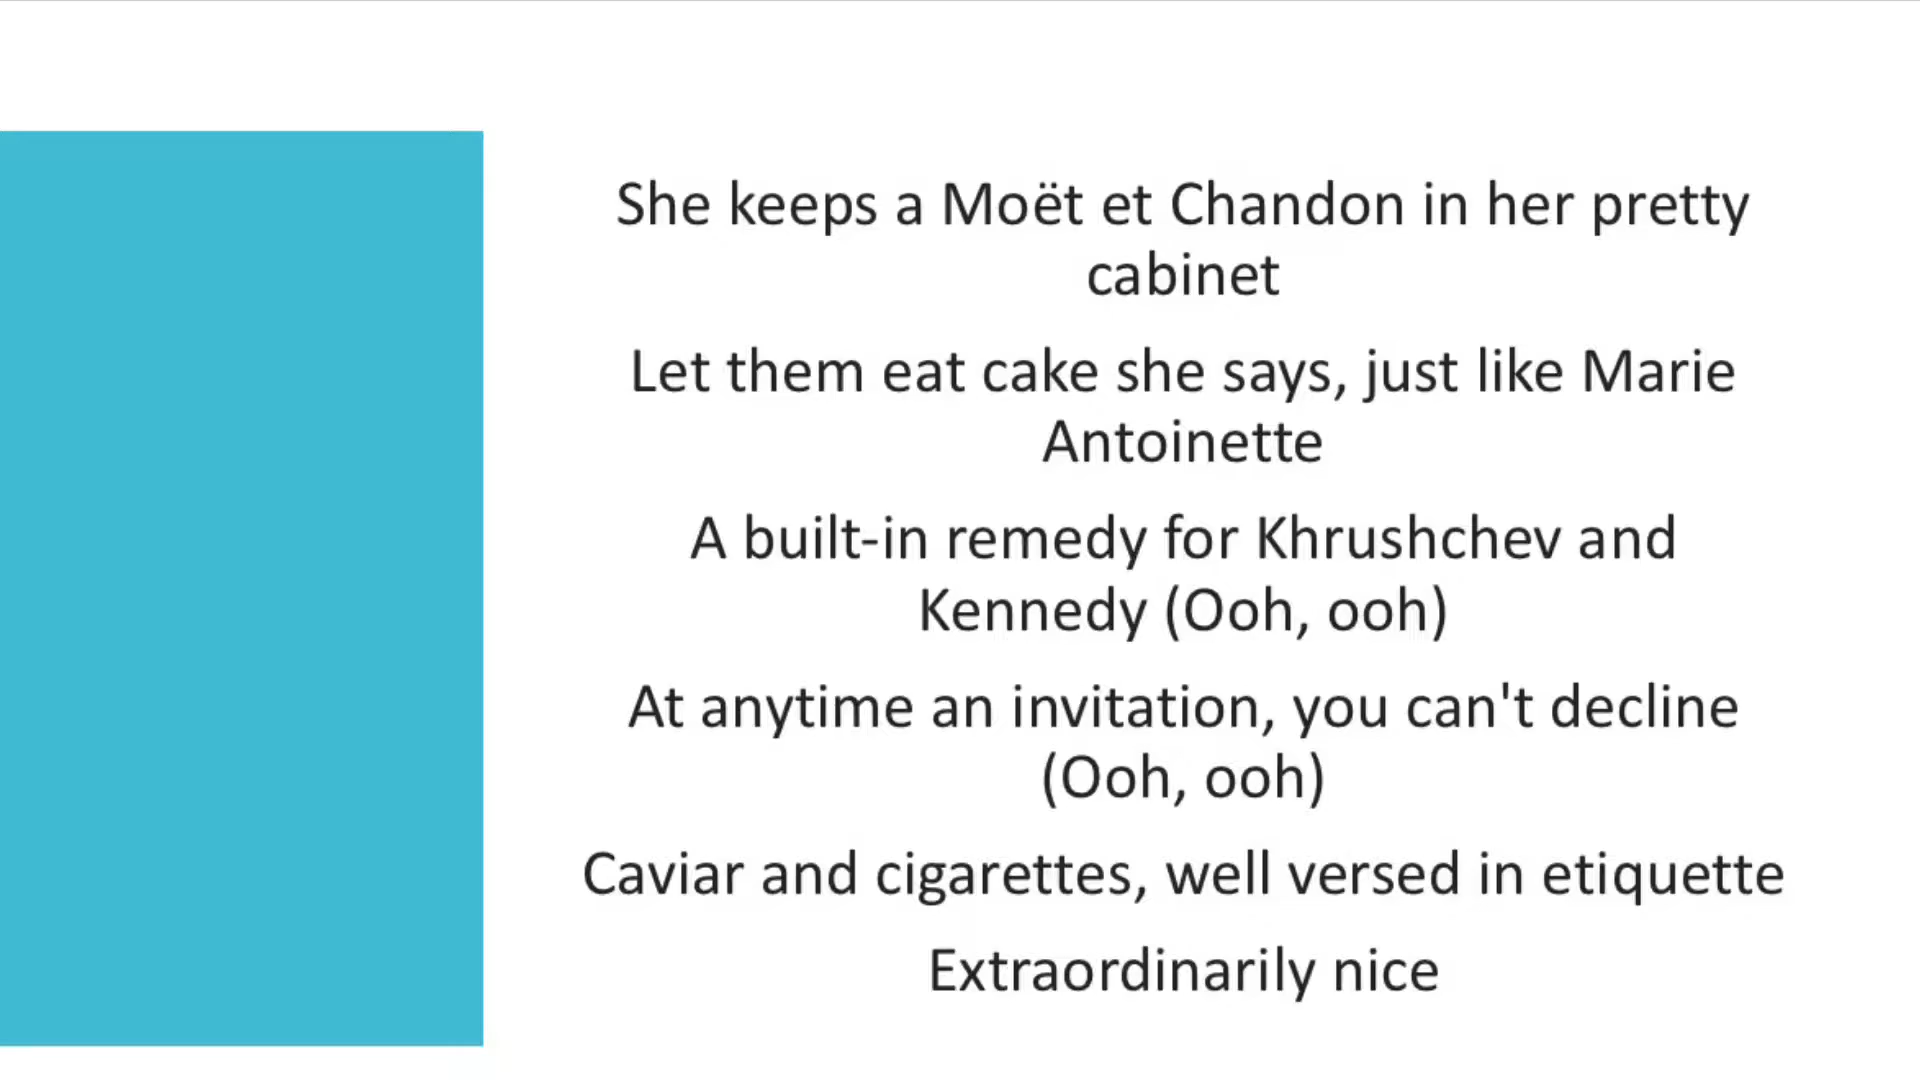 She keeps a Moët et Chandon in her pretty
cabinet
Let them eat cake she says, just like Marie
Antoinette
A built-in remedy for Khrushchev and
Kennedy (Ooh, ooh)
At anytime an invitation, you can't decline
(Ooh, ooh)
Caviar and cigarettes, well versed in etiquette
Extraordinarily nice